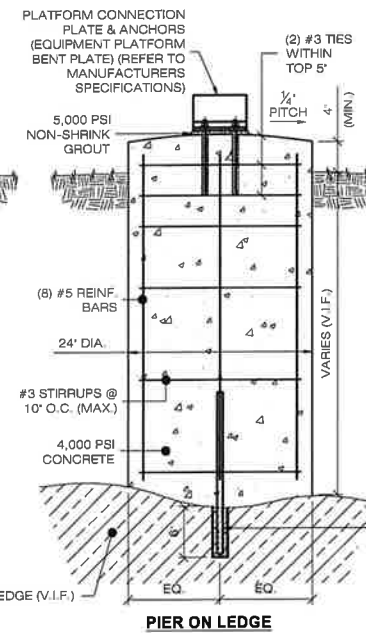 PLATFORM CONNECTION
PLATE & ANCHORS
(EQUIPMENT PLATFORM
BENT PLATE) (REFER TO
MANUFACTURERS
SPECIFICATIONS)
(2) #3 TIES
WITHIN
TOP 5"
1/4"
PITCH
4"
(MIN.)
5,000 PSI
NON-SHRINK
GROUT
(8) #5 REINF.
BARS
24" DIA.
VARIES (V.I.F.)
#3 STIRRUPS @
10" O.C. (MAX.)
4,000 PSI
CONCRETE
6"
EDGE (V.I.F.)
EQ.
EQ.
PIER ON LEDGE